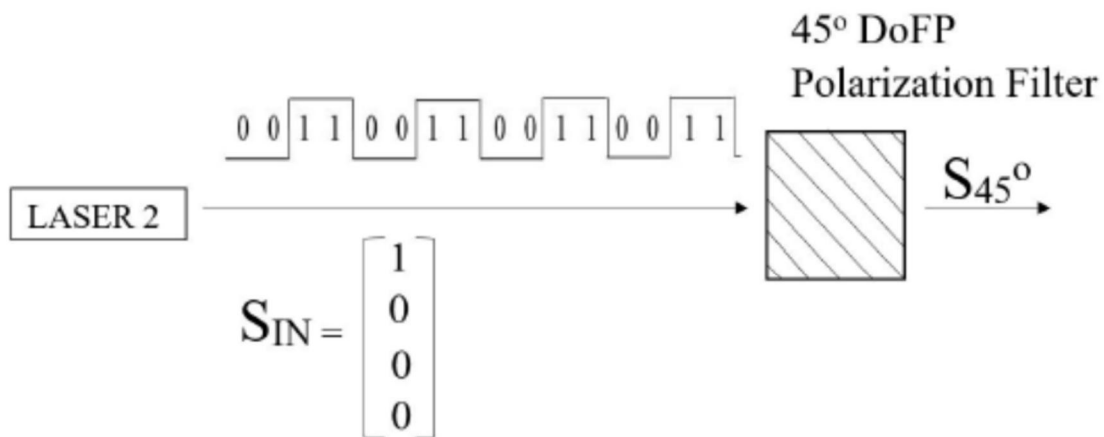 45° DoFP
Polarization Filter
0 0 1 1 0 0 1 1 0 0 1 1 0 0 1 1
LASER 2
S45°
SIN =
1
0
0
0